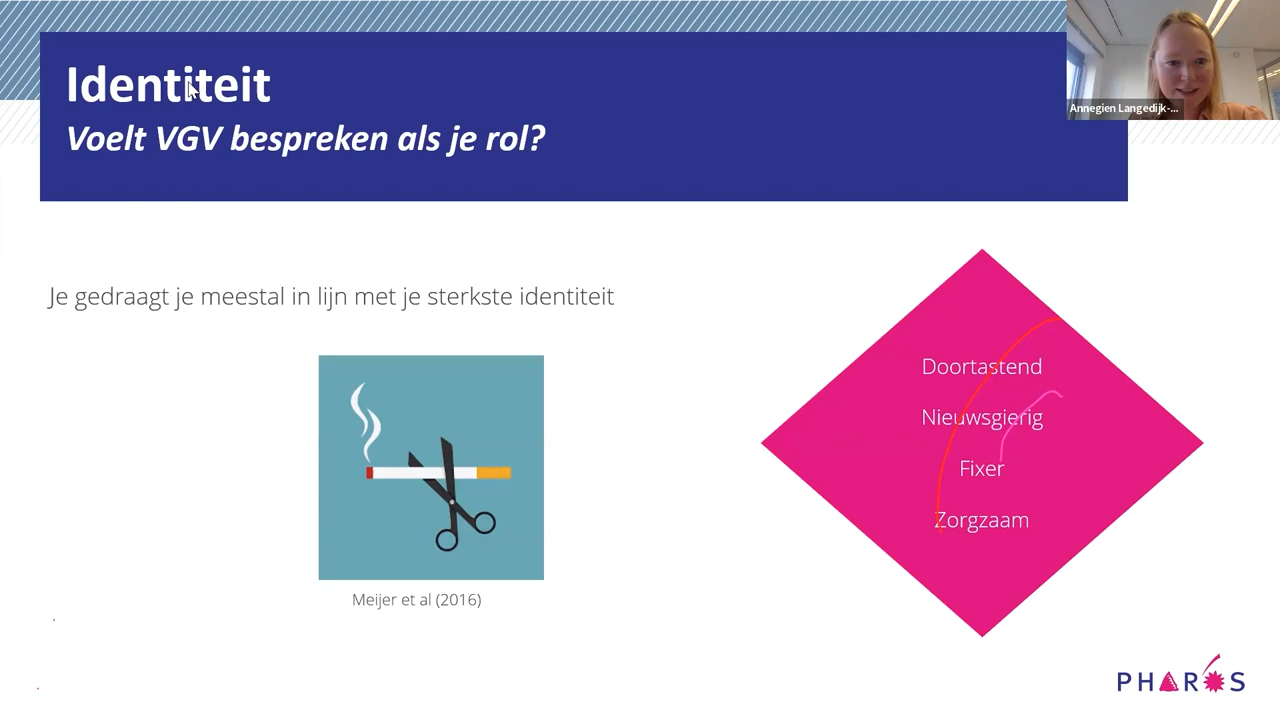 Identiteit
Voelt VGV bespreken als je rol?
Annegien Langedijk-...
Je gedraagt je meestal in lijn met je sterkste identiteit
Doortastend
Nieuwsgierig
Fixer
Zorgzaam
Meijer et al (2016)
PHAROS